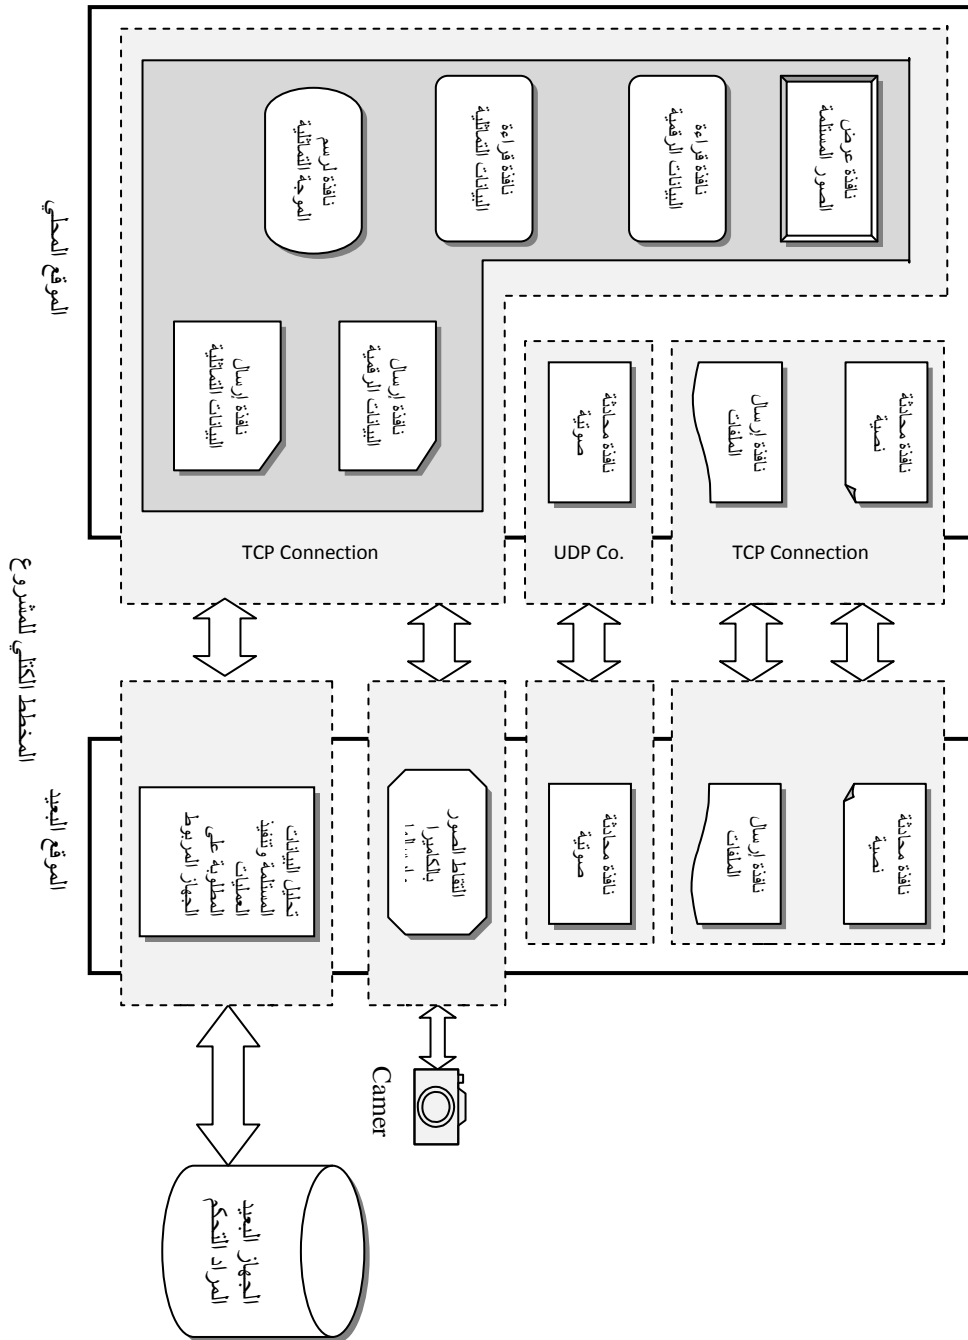 الموقع المحلي
نافذة عرض
الصور المستلمة
نافذة قراءة
البيانات الرقمية
نافذة قراءة
البيانات التماثلية
نافذة لرسم
الموجة التماثلية
نافذة إرسال
البيانات الرقمية
نافذة إرسال
البيانات التماثلية
نافذة محادثة
نصية
نافذة إرسال
الملفات
نافذة محادثة
صوتية
TCP Connection
UDP Co.
TCP Connection
المخطط الكتلي للمشروع
الموقع البعيد
نافذة محادثة
نصية
نافذة إرسال
الملفات
نافذة محادثة
صوتية
التقاط الصور
بالكاميرا
تحليل البيانات
المستلمة وتنفيذ
العمليات
المطلوبة على
الجهاز المربوط
Camer
الجهاز البعيد
المراد التحكم